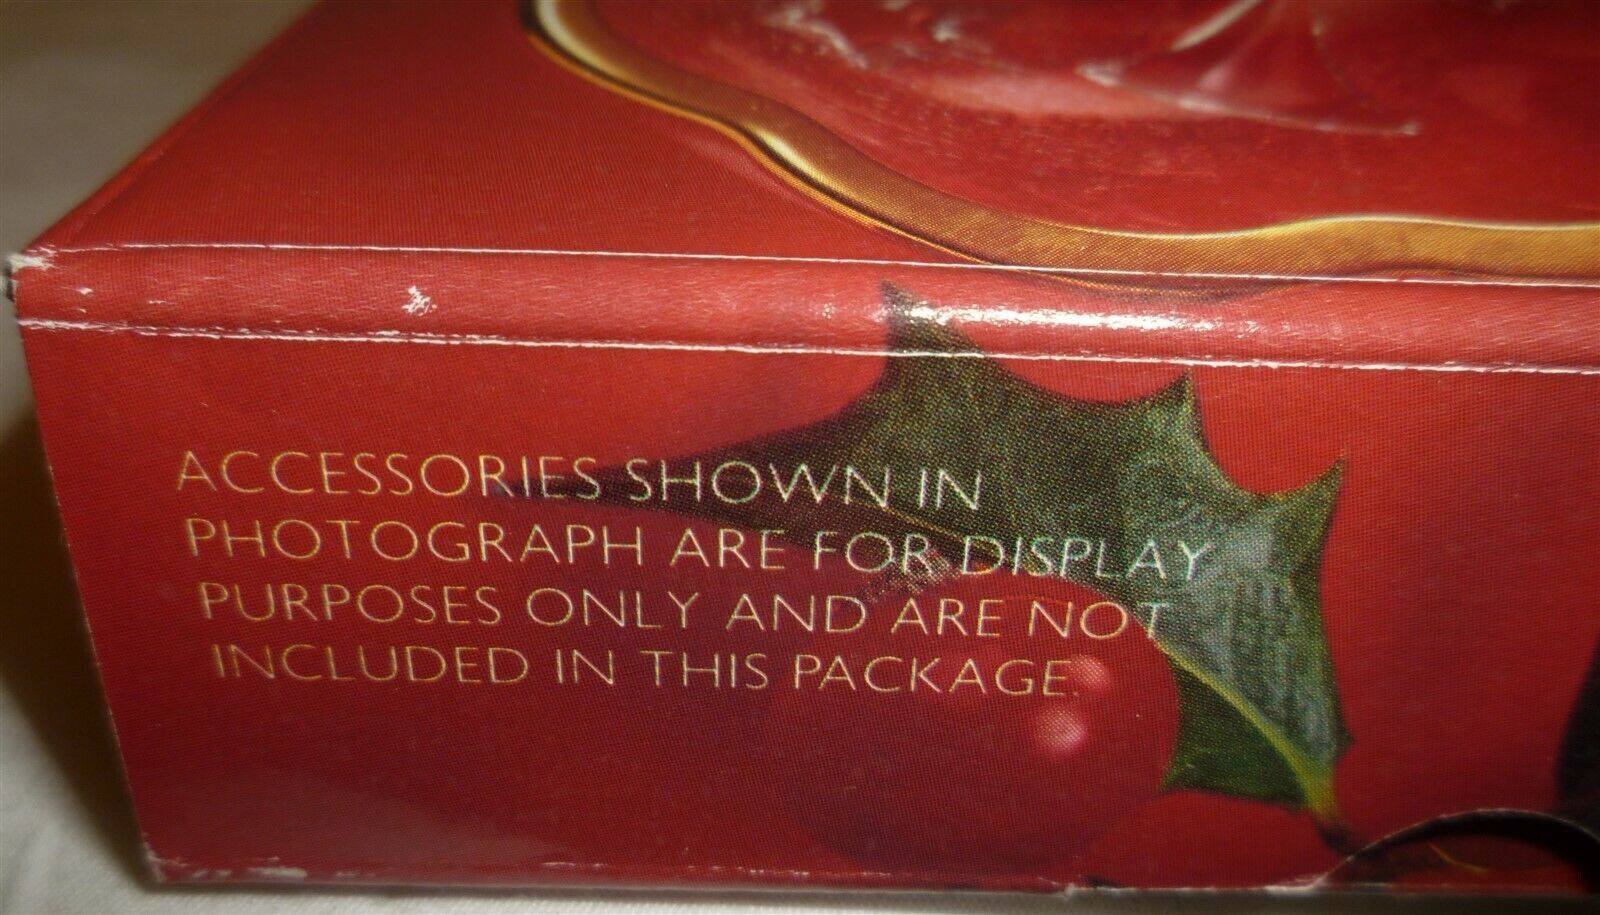 ACCESSORIES SHOWN IN
PHOTOGRAPH ARE FOR DISPLAY
PURPOSES ONLY AND ARE NOT
INCLUDED IN THIS PACKAGE.